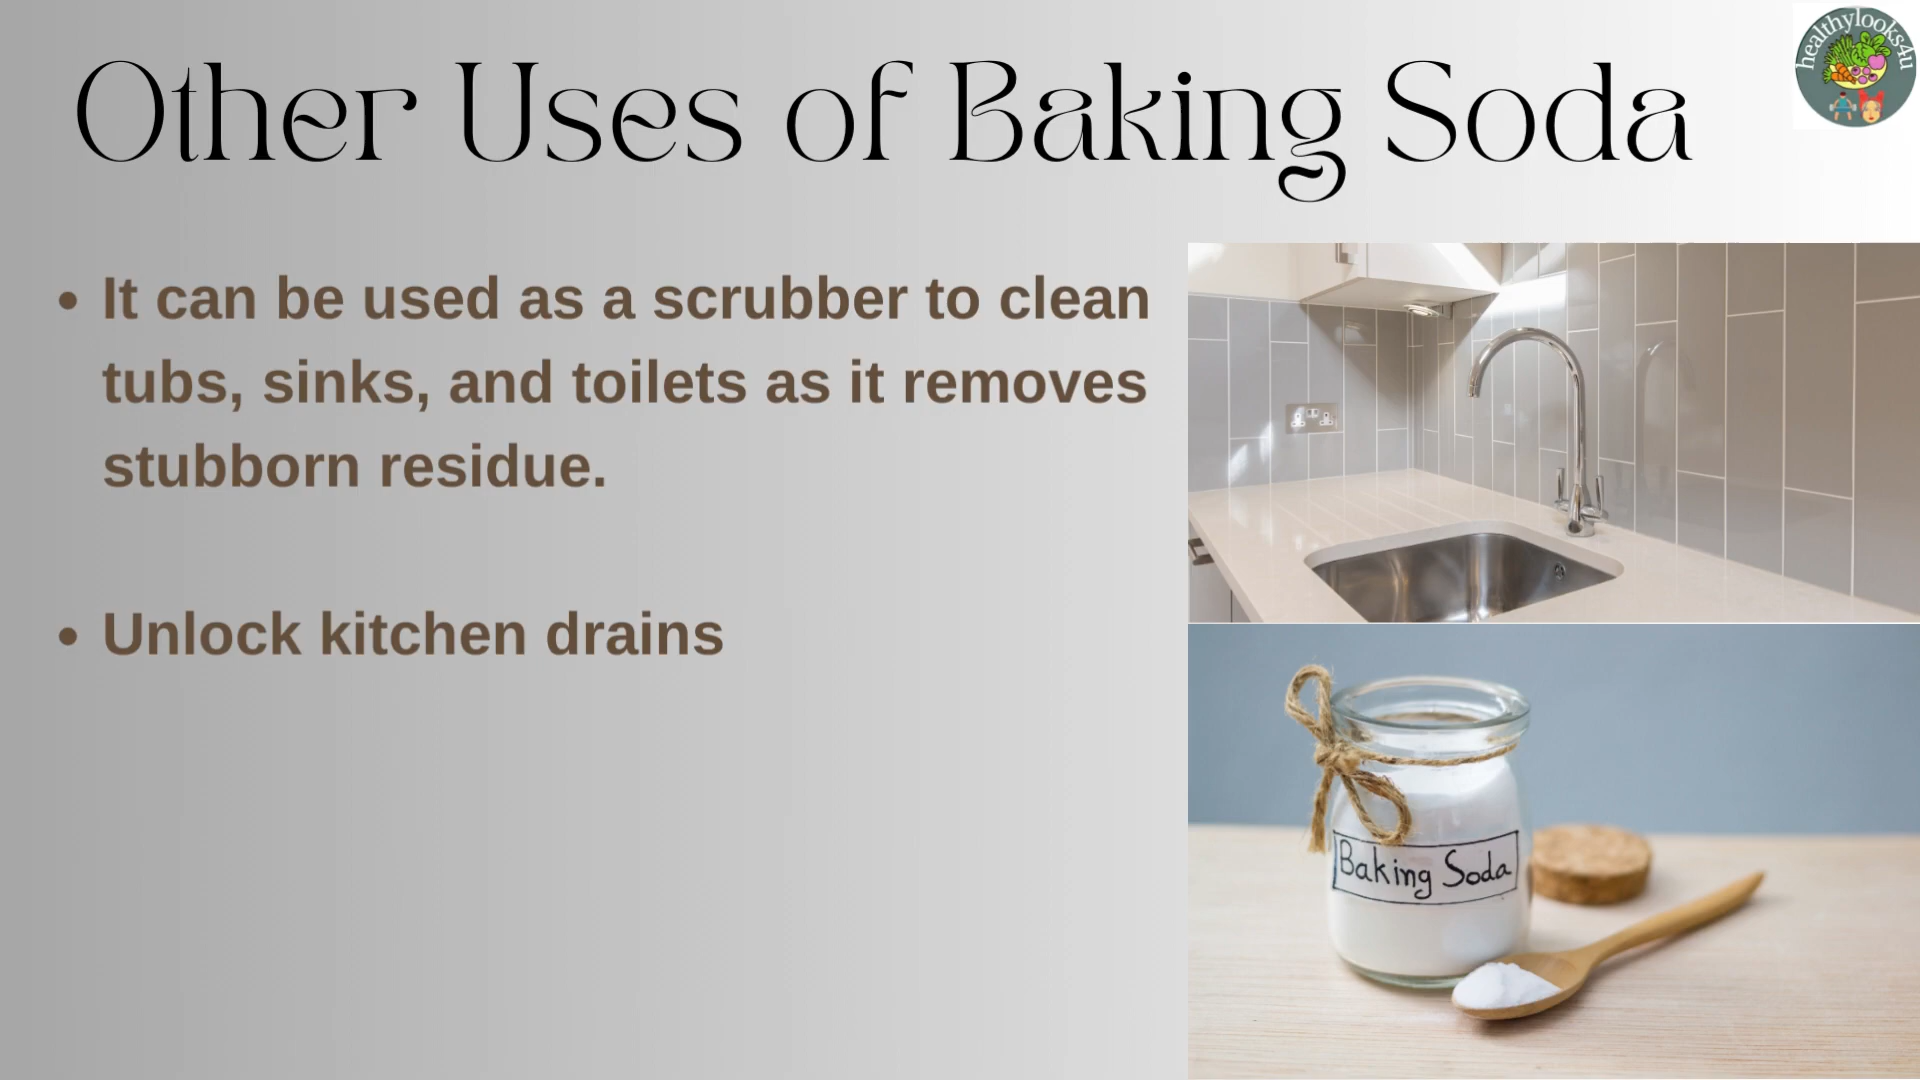 Other Uses of Baking Soda
healthylooks4u
• It can be used as a scrubber to clean
tubs, sinks, and toilets as it removes
stubborn residue.
• Unlock kitchen drains
Baking Soda